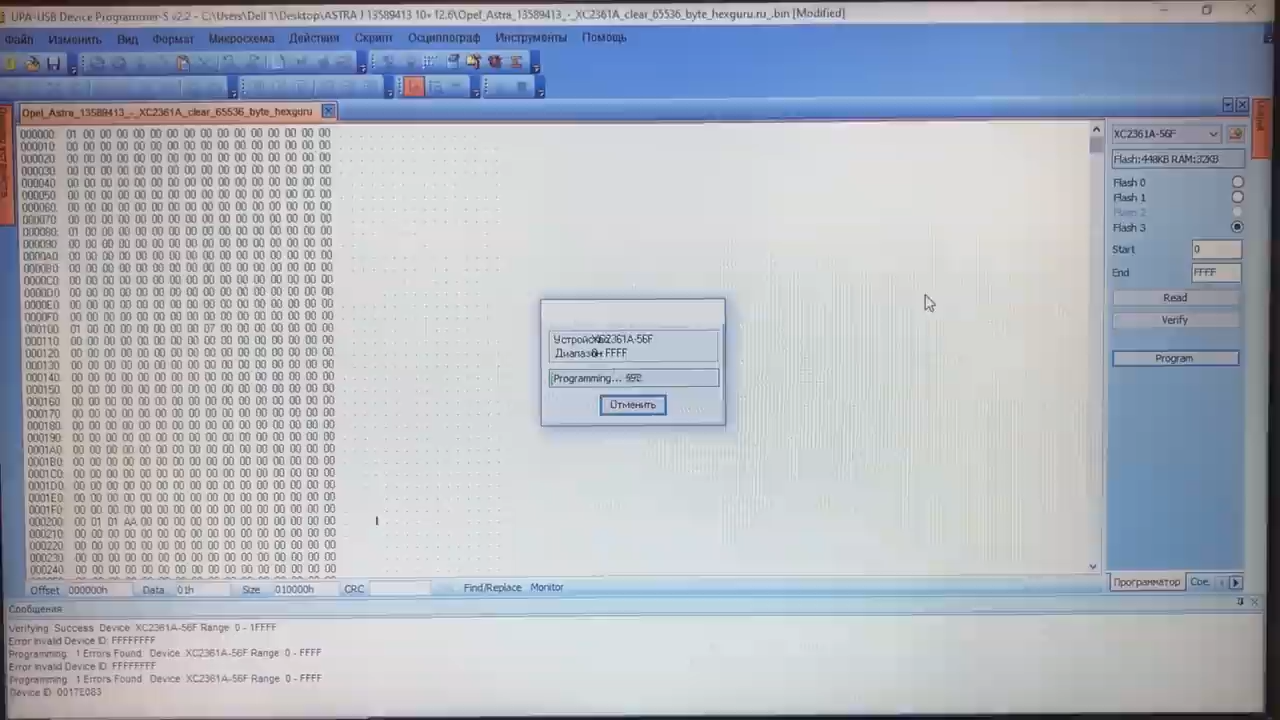 UPA-USB Device Programmer-S v2.2 - C:\Users\Dell 1\Desktop\ASTRA J 13589413 10+ 12.6\Opel_Astra_13589413_-_XC2361A_clear_65536_byte_hexguru.ru_.bin [Modified]
Файл Изменить Вид Формат Микросхема Действия Скрипт Осциллограф Инструменты Помощь
Opel_Astra_13589413_-_XC2361A_clear_65536_byte_hexguru
000000: 01 00 00 00 00 00 00 00 00 00 00 00 00 00 00 00
000010: 00 00 00 00 00 00 00 00 00 00 00 00 00 00 00 00
000020: 00 00 00 00 00 00 00 00 00 00 00 00 00 00 00 00
000030: 00 00 00 00 00 00 00 00 00 00 00 00 00 00 00 00
000040: 00 00 00 00 00 00 00 00 00 00 00 00 00 00 00 00
000050: 00 00 00 00 00 00 00 00 00 00 00 00 00 00 00 00
000060: 00 00 00 00 00 00 00 00 00 00 00 00 00 00 00 00
000070: 00 00 00 00 00 00 00 00 00 00 00 00 00 00 00 00
000080: 01 00 00 00 00 00 00 00 00 00 00 00 00 00 00 00
000090: 00 00 00 00 00 00 00 00 00 00 00 00 00 00 00 00
0000A0: 00 00 00 00 00 00 00 00 00 00 00 00 00 00 00 00
0000B0: 00 00 00 00 00 00 00 00 00 00 00 00 00 00 00 00
0000C0: 00 00 00 00 00 00 00 00 00 00 00 00 00 00 00 00
0000D0: 00 00 00 00 00 00 00 00 00 00 00 00 00 00 00 00
0000E0: 00 00 00 00 00 00 00 00 00 00 00 00 00 00 00 00
0000F0: 00 00 00 00 00 00 00 00 00 00 00 00 00 00 00 00
000100: 01 00 00 00 00 00 00 00 07 00 00 00 00 00 00 00
000110: 00 00 00 00 00 00 00 00 00 00 00 00 00 00 00 00
000120: 00 00 00 00 00 00 00 00 00 00 00 00 00 00 00 00
000130: 00 00 00 00 00 00 00 00 00 00 00 00 00 00 00 00
000140: 00 00 00 00 00 00 00 00 00 00 00 00 00 00 00 00
000150: 00 00 00 00 00 00 00 00 00 00 00 00 00 00 00 00
000160: 00 00 00 00 00 00 00 00 00 00 00 00 00 00 00 00
000170: 00 00 00 00 00 00 00 00 00 00 00 00 00 00 00 00
000180: 00 00 00 00 00 00 00 00 00 00 00 00 00 00 00 00
000190: 00 00 00 00 00 00 00 00 00 00 00 00 00 00 00 00
0001A0: 00 00 00 00 00 00 00 00 00 00 00 00 00 00 00 00
0001B0: 00 00 00 00 00 00 00 00 00 00 00 00 00 00 00 00
0001C0: 00 00 00 00 00 00 00 00 00 00 00 00 00 00 00 00
0001D0: 00 00 00 00 00 00 00 00 00 00 00 00 00 00 00 00
0001E0: 00 00 00 00 00 00 00 00 00 00 00 00 00 00 00 00
0001F0: 00 00 00 00 00 00 00 00 00 00 00 00 00 00 00 00
000200: 00 01 01 AA 00 00 00 00 00 00 00 00 00 00 00 00
000210: 00 00 00 00 00 00 00 00 00 00 00 00 00 00 00 00
000220: 00 00 00 00 00 00 00 00 00 00 00 00 00 00 00 00
000230: 00 00 00 00 00 00 00 00 00 00 00 00 00 00 00 00
000240: 00 00 00 00 00 00 00 00 00 00 00 00 00 00 00 00
XC2361A-56F
Диапазон FFFF
Programming...
Отменить
XC2361A-56F
Flash:448KB RAM:32KB
Flash 0
Flash 1
Flash 2
Flash 3
Start 0
End FFFF
Read
Verify
Program
Программатор Сое.
Offset 000000h Data 01h Size 010000h CRC Find/Replace Monitor
Сообщения
Verifying Success Device XC2361A-56F Range 0 - 1FFFF
Error Invalid Device ID: FFFFFFFF
Programming: 1 Errors Found. Device XC2361A-56F Range 0 - FFFF
Error Invalid Device ID: FFFFFFFF
Programming: 1 Errors Found. Device XC2361A-56F Range 0 - FFFF
Device ID: 0017E083